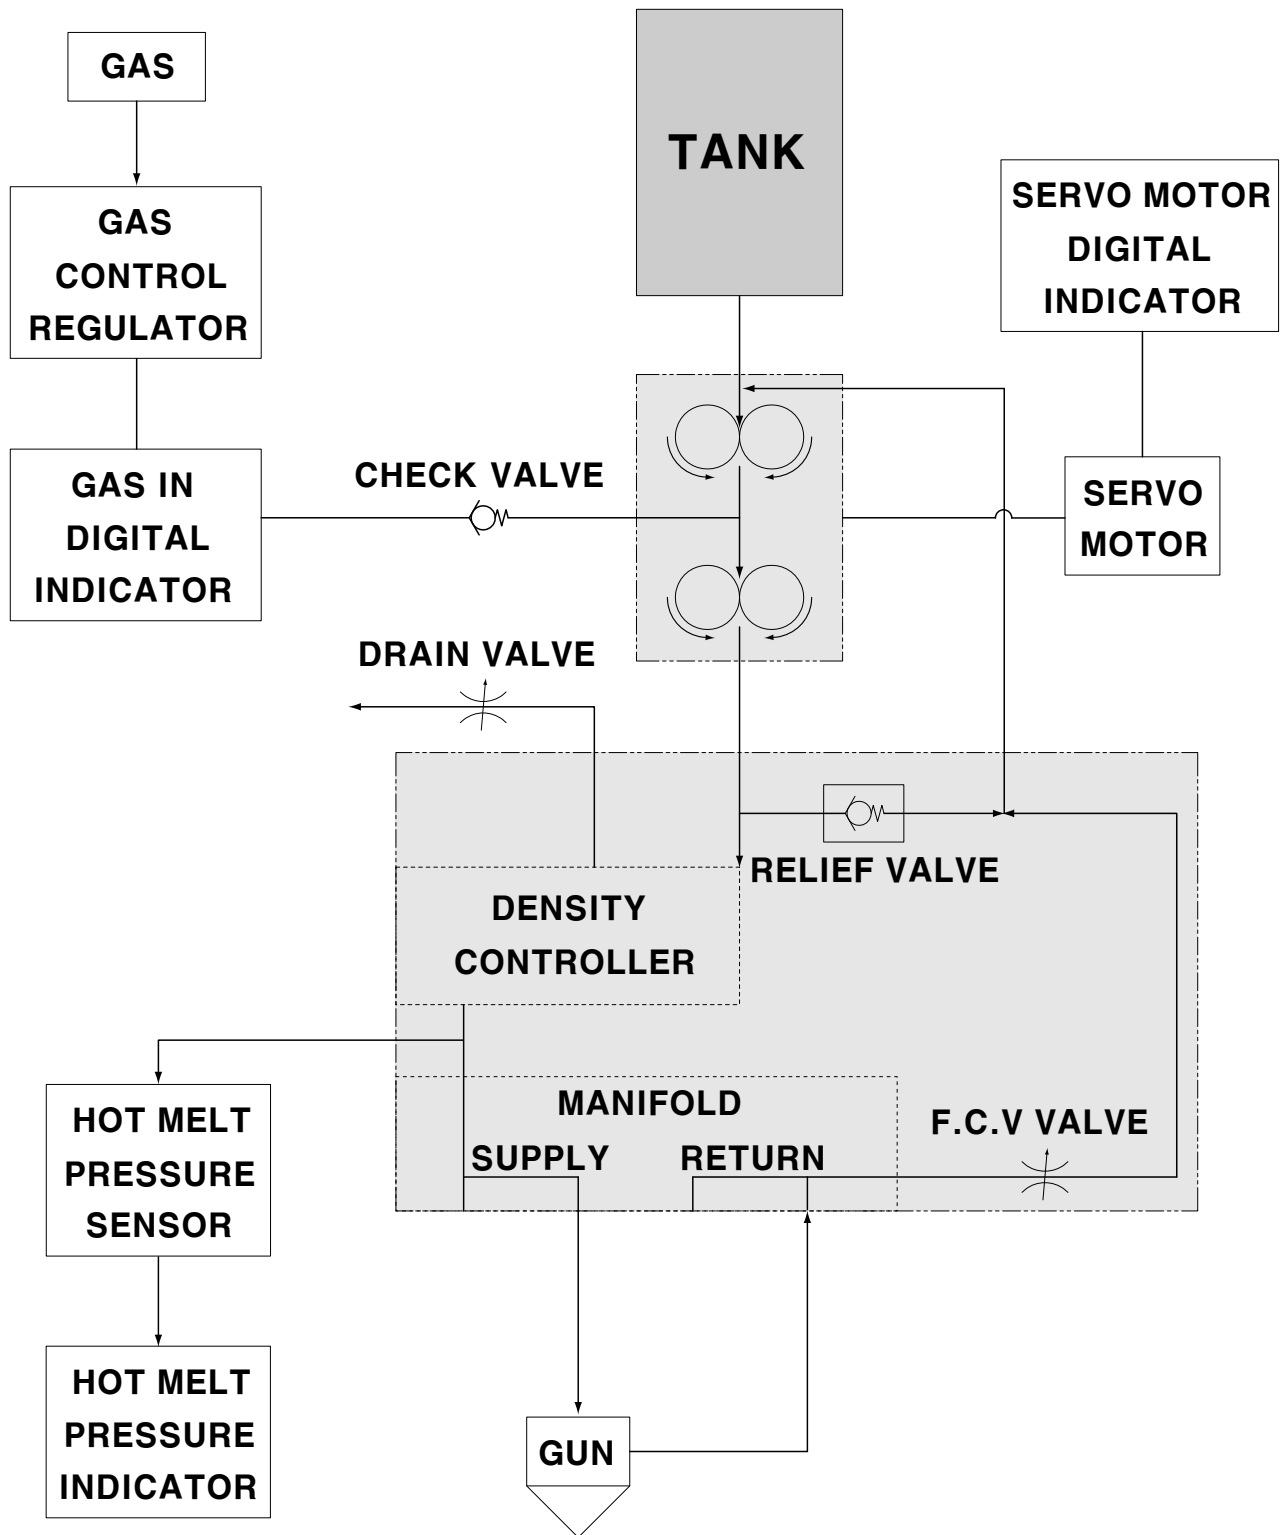 GAS
TANK
GAS
CONTROL
REGULATOR
SERVO MOTOR
DIGITAL
INDICATOR
GAS IN
DIGITAL
INDICATOR
CHECK VALVE
SERVO
MOTOR
DRAIN VALVE
RELIEF VALVE
DENSITY
CONTROLLER
MANIFOLD
SUPPLY
RETURN
F.C.V VALVE
HOT MELT
PRESSURE
SENSOR
HOT MELT
PRESSURE
INDICATOR
GUN